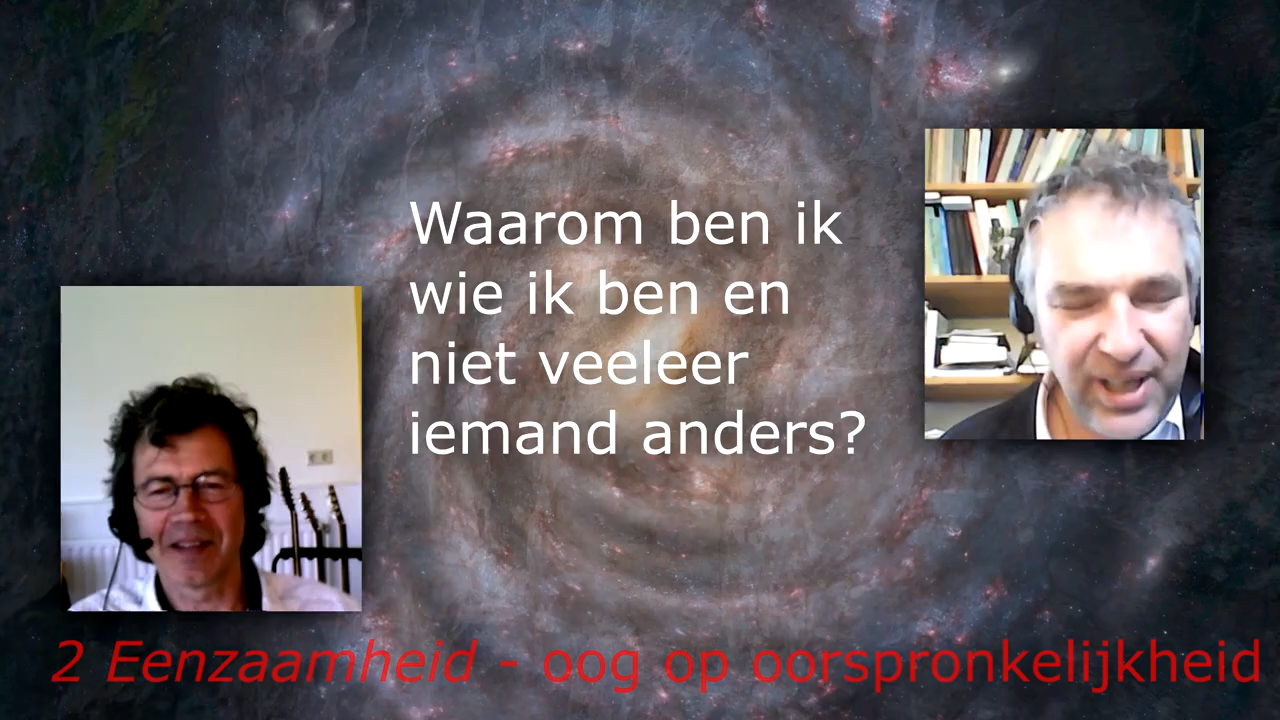 Waarom ben ik
wie ik ben en
niet veeleer
iemand anders?
2 Eenzaamheid - oog op oorspronkelijkheid